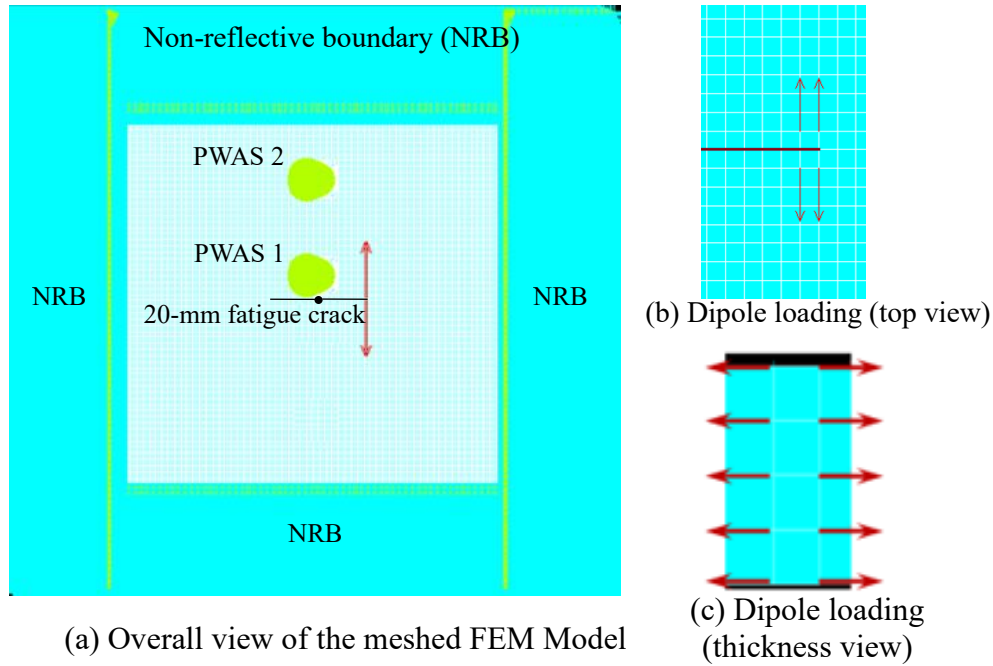 Non-reflective boundary (NRB)
PWAS 2
PWAS 1
NRB
NRB
20-mm fatigue crack
NRB
(a) Overall view of the meshed FEM Model
(b) Dipole loading (top view)
(c) Dipole loading
(thickness view)